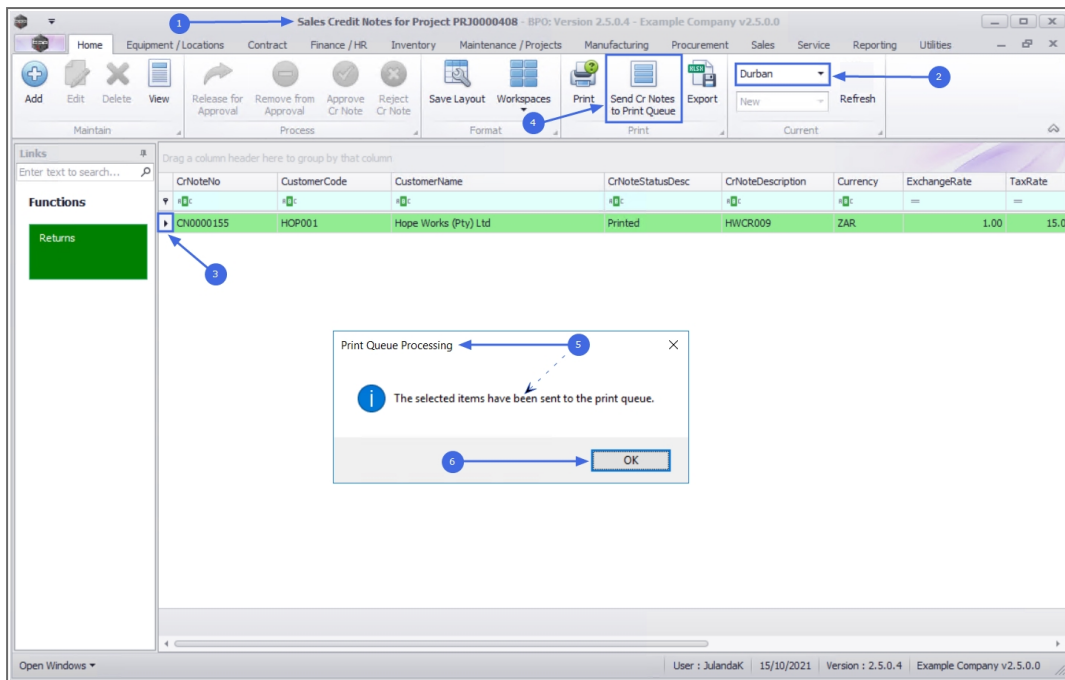 1
Sales Credit Notes for Project PRJ0000408 - BPO: Version 2.5.0.4 - Example Company v2.5.0.0
Home Equipment / Locations Contract Finance / HR Inventory Maintenance / Projects Manufacturing Procurement Sales Service Reporting Utilities
Add Edit Delete View
Release for Approval
Remove from Approval
Approve Cr Note
Reject Cr Note
Save Layout Workspaces
Print
Send Cr Notes to Print Queue
XLSX
Export
Durban
New
Refresh
2
4
Maintain Process Format Print Current
Links
Enter text to search...
Functions
Returns
Drag a column header here to group by that column
CrNoteNo CustomerCode CustomerName CrNoteStatusDesc CrNoteDescription Currency ExchangeRate TaxRate
= =
CN0000155 HOP001 Hope Works (Pty) Ltd Printed HWCR009 ZAR 1.00 15.0
3
Print Queue Processing
5
The selected items have been sent to the print queue.
6
OK
Open Windows
User : JulandaK 15/10/2021 Version : 2.5.0.4 Example Company v2.5.0.0